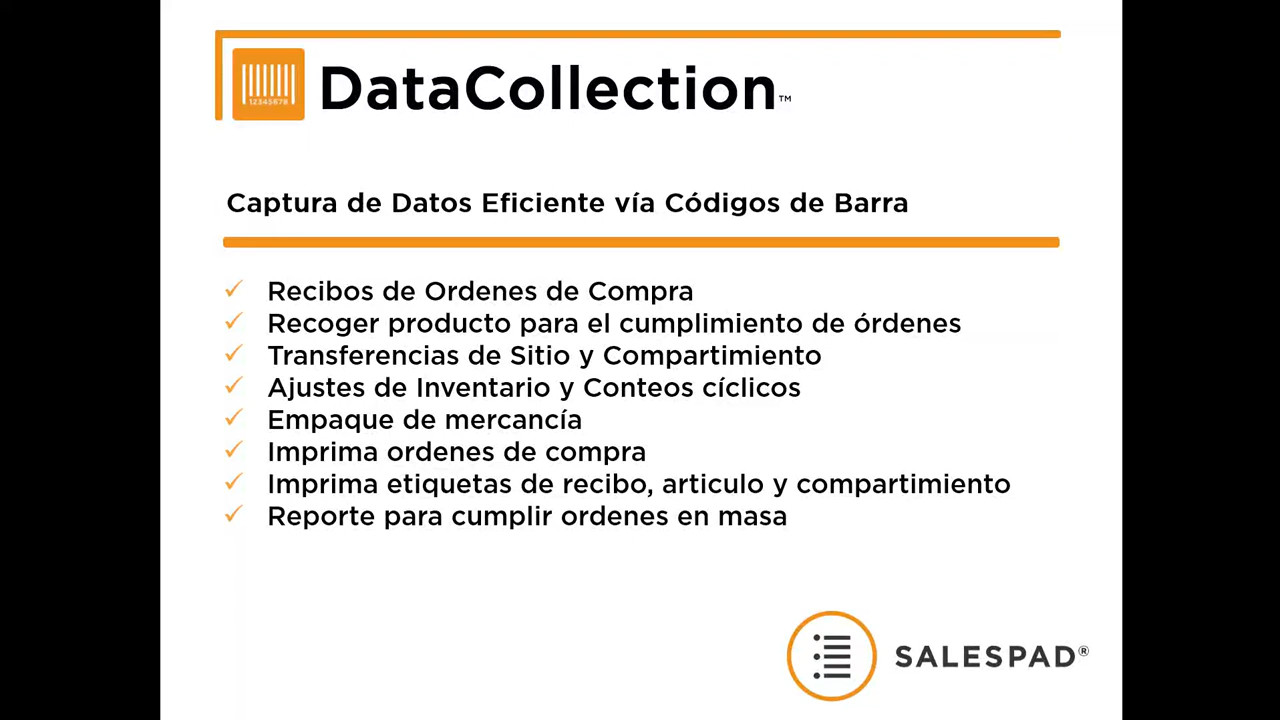 12345678
DataCollection™
Captura de Datos Eficiente vía Códigos de Barra
✓ Recibos de Ordenes de Compra
✓ Recoger producto para el cumplimiento de órdenes
✓ Transferencias de Sitio y Compartimiento
✓ Ajustes de Inventario y Conteos cíclicos
✓ Empaque de mercancía
✓ Imprima ordenes de compra
✓ Imprima etiquetas de recibo, articulo y compartimiento
✓ Reporte para cumplir ordenes en masa
SALESPAD®